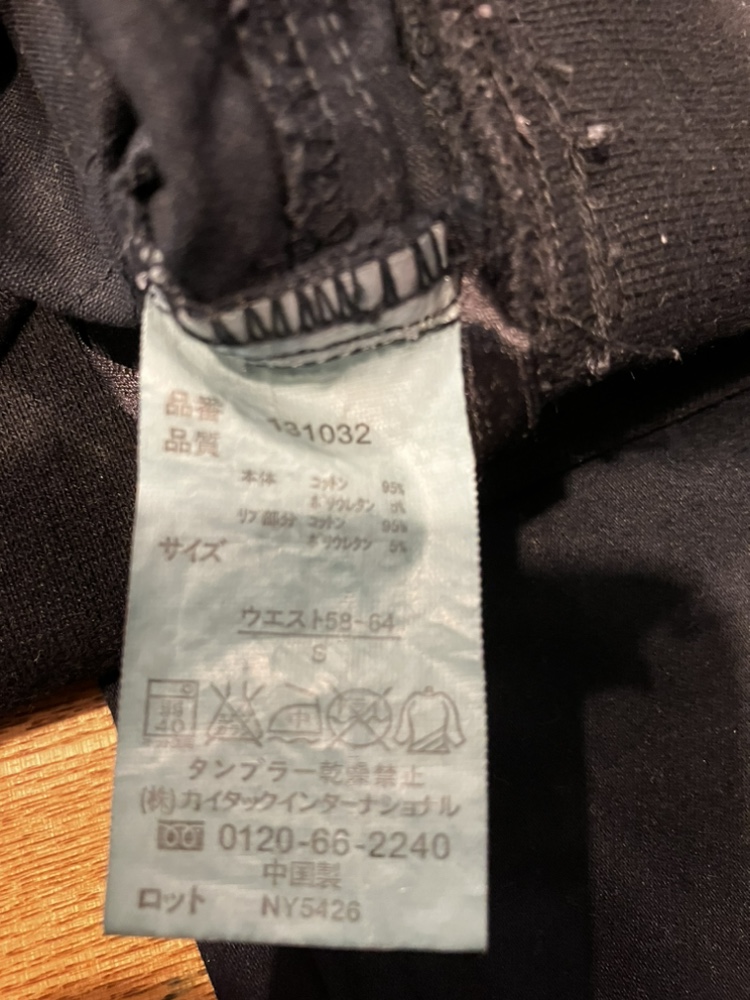 品番 131032
品質
本体 コットン 95%
ポリウレタン 5%
リブ部分 コットン 95%
ポリウレタン 5%
サイズ
ウエスト58-64
S
40 中
タンブラー乾燥禁止
(株)カイタックインターナショナル
0120-66-2240
中国製
ロット NY5426